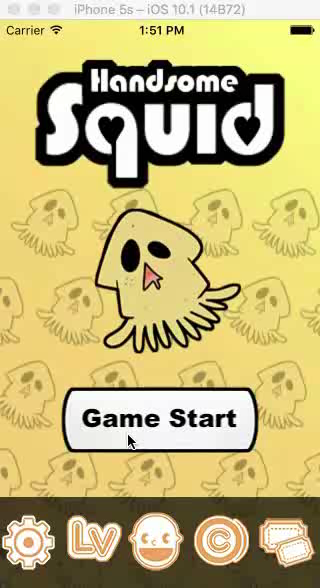 iPhone 5s – iOS 10.1 (14B72)
Carrier 1:51 PM
Handsome
Squid
Game Start
Lv
C